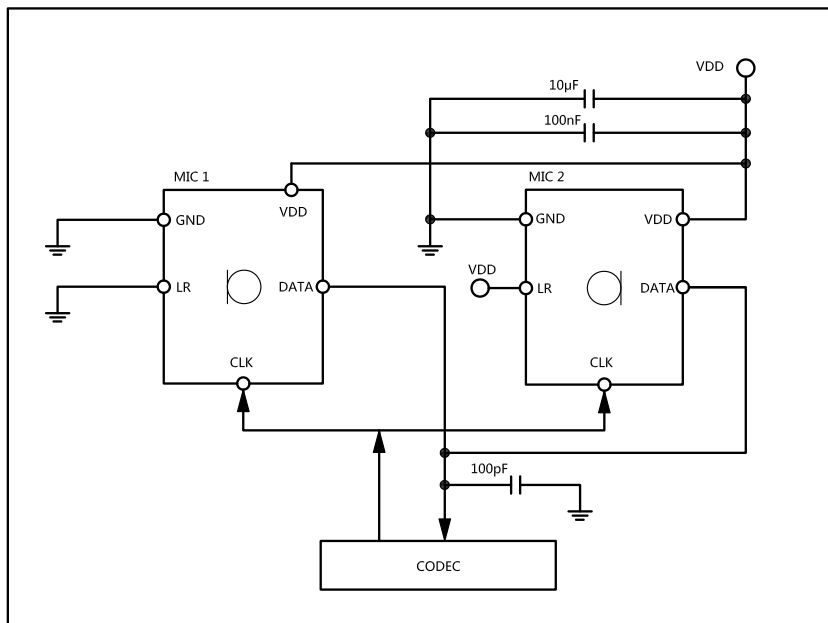 VDD
10µF
100nF
MIC 1
MIC 2
VDD
GND
GND
VDD
VDD
LR
DATA
LR
DATA
CLK
CLK
100pF
CODEC